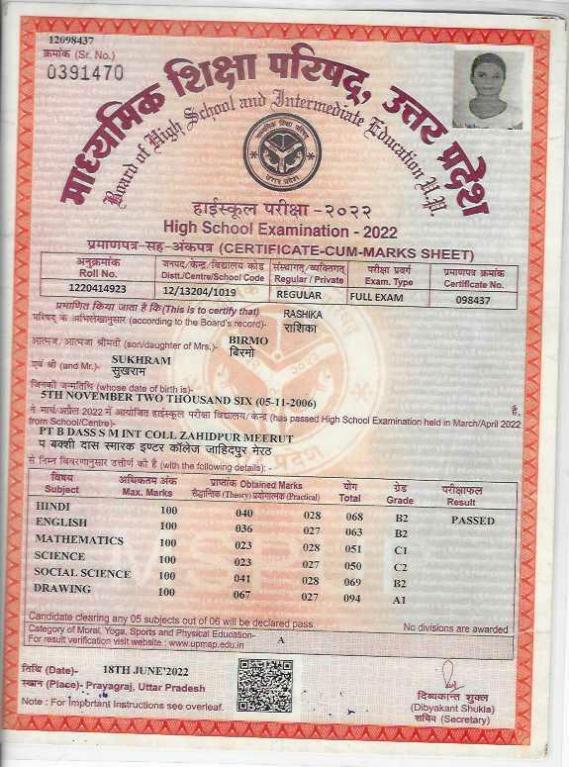 12098437
क्रमांक (Sr. No.)
0391470
माध्यमिक शिक्षा परिषद्, उत्तर प्रदेश
Board of High School and Intermediate Education U.P.
हाईस्कूल परीक्षा -२०२२
High School Examination - 2022
प्रमाणपत्र-सह-अंकपत्र (CERTIFICATE-CUM-MARKS SHEET)
अनुक्रमांक जनपद/केन्द्र/विद्यालय कोड संस्थागत/व्यक्तिगत परीक्षा प्रवर्ग प्रमाणपत्र क्रमांक
Roll No. Distt./Centre/School Code Regular / Private Exam. Type Certificate No.
1220414923 12/13204/1019 REGULAR FULL EXAM 098437
प्रमाणित किया जाता है कि (This is to certify that) RASHIKA
परिषद् के अभिलेखानुसार (according to the Board's record)- राशिका
आत्मज/आत्मजा श्रीमती (son/daughter of Mrs.)- BIRMO
बिरमो
एवं श्री (and Mr.)- SUKHRAM
सुखराम
जिनकी जन्मतिथि (whose date of birth is)-
5TH NOVEMBER TWO THOUSAND SIX (05-11-2006) है,
ने मार्च/अप्रैल 2022 में आयोजित हाईस्कूल परीक्षा विद्यालय/केन्द्र (has passed High School Examination held in March/April 2022
from School/Centre)-
PT B DASS S M INT COLL ZAHIDPUR MEERUT
प बक्शी दास स्मारक इण्टर कॉलेज जाहिदपुर मेरठ
से निम्न विवरणानुसार उत्तीर्ण की है (with the following details): -
विषय अधिकतम अंक प्राप्तांक Obtained Marks योग ग्रेड परीक्षाफल
Subject Max. Marks सैद्धान्तिक (Theory) प्रयोगात्मक (Practical) Total Grade Result
HINDI 100 040 028 068 B2 PASSED
ENGLISH 100 036 027 063 B2
MATHEMATICS 100 023 028 051 C1
SCIENCE 100 023 027 050 C2
SOCIAL SCIENCE 100 041 028 069 B2
DRAWING 100 067 027 094 A1
Candidate clearing any 05 subjects out of 06 will be declared pass. No divisions are awarded
Category of Moral, Yoga, Sports and Physical Education- A
For result verification visit website : www.upmsp.edu.in
तिथि (Date)- 18TH JUNE'2022
स्थान (Place)- Prayagraj, Uttar Pradesh
Note : For Important Instructions see overleaf.
दिब्यकान्त शुक्ल
(Dibyakant Shukla)
सचिव (Secretary)